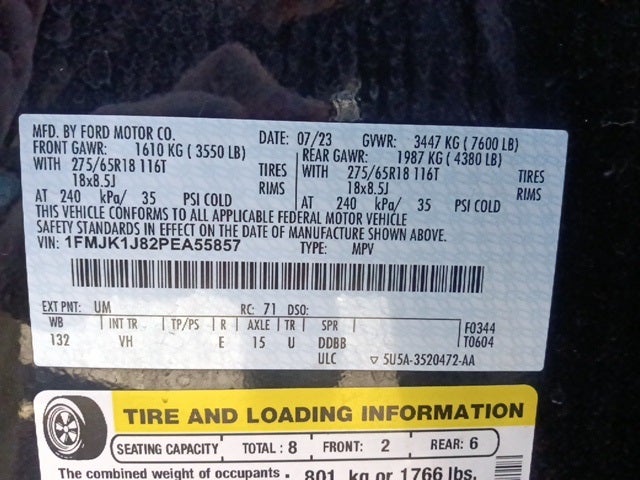 MFD. BY FORD MOTOR CO. DATE: 07/23 GVWR: 3447 KG (7600 LB)
FRONT GAWR: 1610 KG (3550 LB) REAR GAWR: 1987 KG (4380 LB)
WITH 275/65R18 116T TIRES WITH 275/65R18 116T TIRES
18x8.5J RIMS 18x8.5J RIMS
AT 240 kPa/ 35 PSI COLD AT 240 kPa/ 35 PSI COLD
THIS VEHICLE CONFORMS TO ALL APPLICABLE FEDERAL MOTOR VEHICLE
SAFETY STANDARDS IN EFFECT ON THE DATE OF MANUFACTURE SHOWN ABOVE.
VIN: 1FMJK1J82PEA55857 TYPE: MPV
EXT PNT: UM RC: 71 DSO:
WB INT TR TP/PS R AXLE TR SPR F0344
132 VH E 15 U DDBB T0604
ULC ▽ 5U5A-3520472-AA
TIRE AND LOADING INFORMATION
SEATING CAPACITY TOTAL: 8 FRONT: 2 REAR: 6
The combined weight of occupants 801 kg or 1766 lbs.